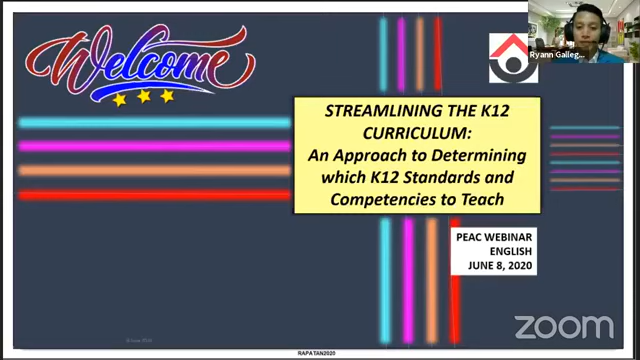 Welcome
Ryann Galleg...
STREAMLINING THE K12
CURRICULUM:
An Approach to Determining
which K12 Standards and
Competencies to Teach
PEAC WEBINAR
ENGLISH
JUNE 8, 2020
zoom
RAPATAN2020